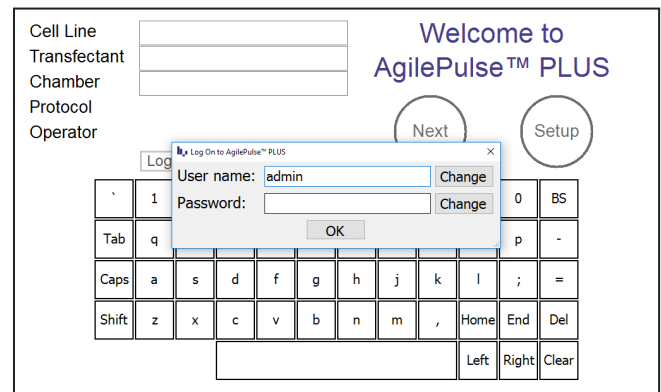 Cell Line
Transfectant
Chamber
Protocol
Operator
Welcome to
AgilePulse™ PLUS
Next
Setup
Log
Log On to AgilePulse™ PLUS ×
User name: admin Change
Password: Change
OK
` 1 0 BS
Tab q p -
Caps a s d f g h j k l ; =
Shift z x c v b n m , Home End Del
Left Right Clear